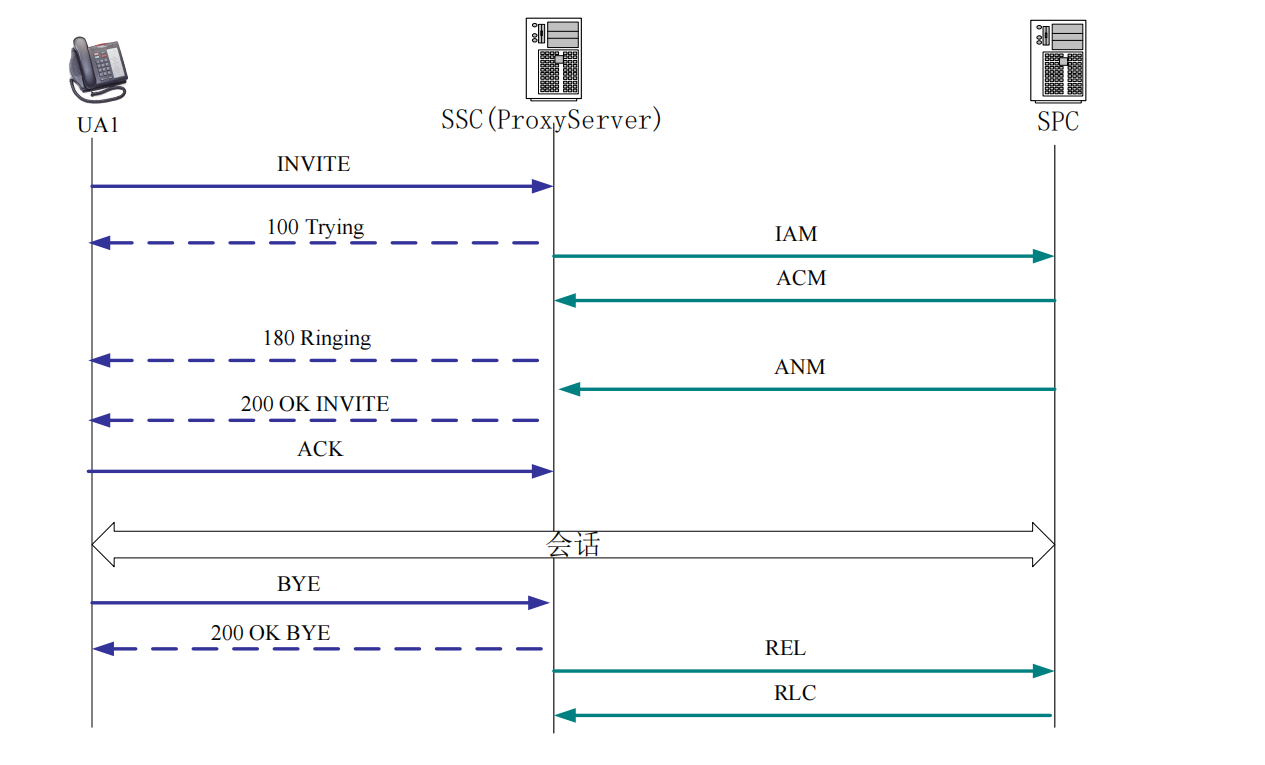 UA1
SSC(ProxyServer)
SPC
INVITE
100 Trying
IAM
ACM
180 Ringing
ANM
200 OK INVITE
ACK
会话
BYE
200 OK BYE
REL
RLC